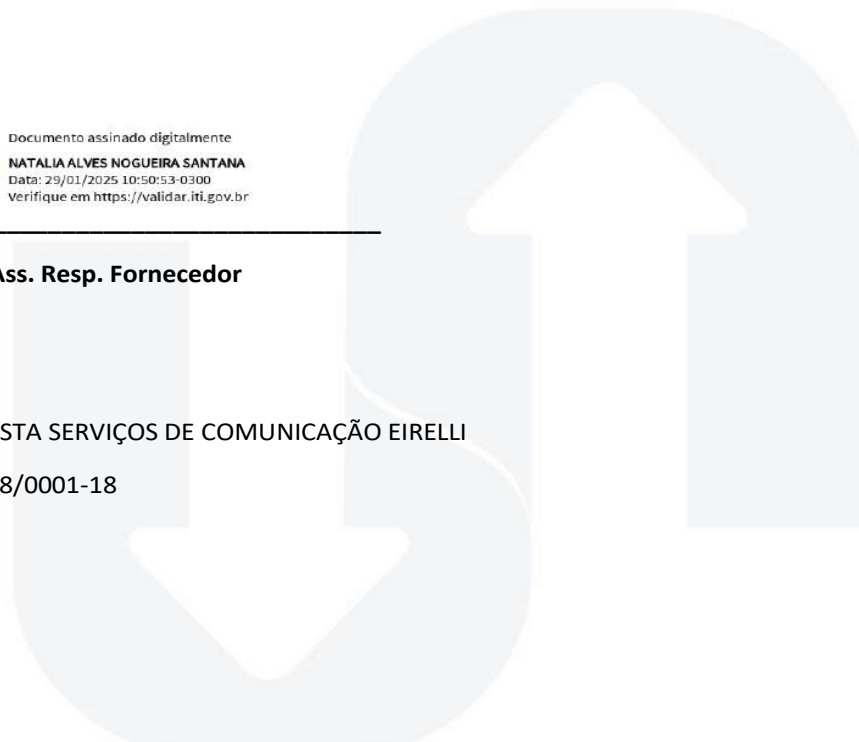 Documento assinado digitalmente
NATALIA ALVES NOGUEIRA SANTANA
Data: 29/01/2025 10:50:53-0300
Verifique em https://validar.iti.gov.br
Ass. Resp. Fornecedor
STA SERVIÇOS DE COMUNICAÇÃO EIRELLI
8/0001-18